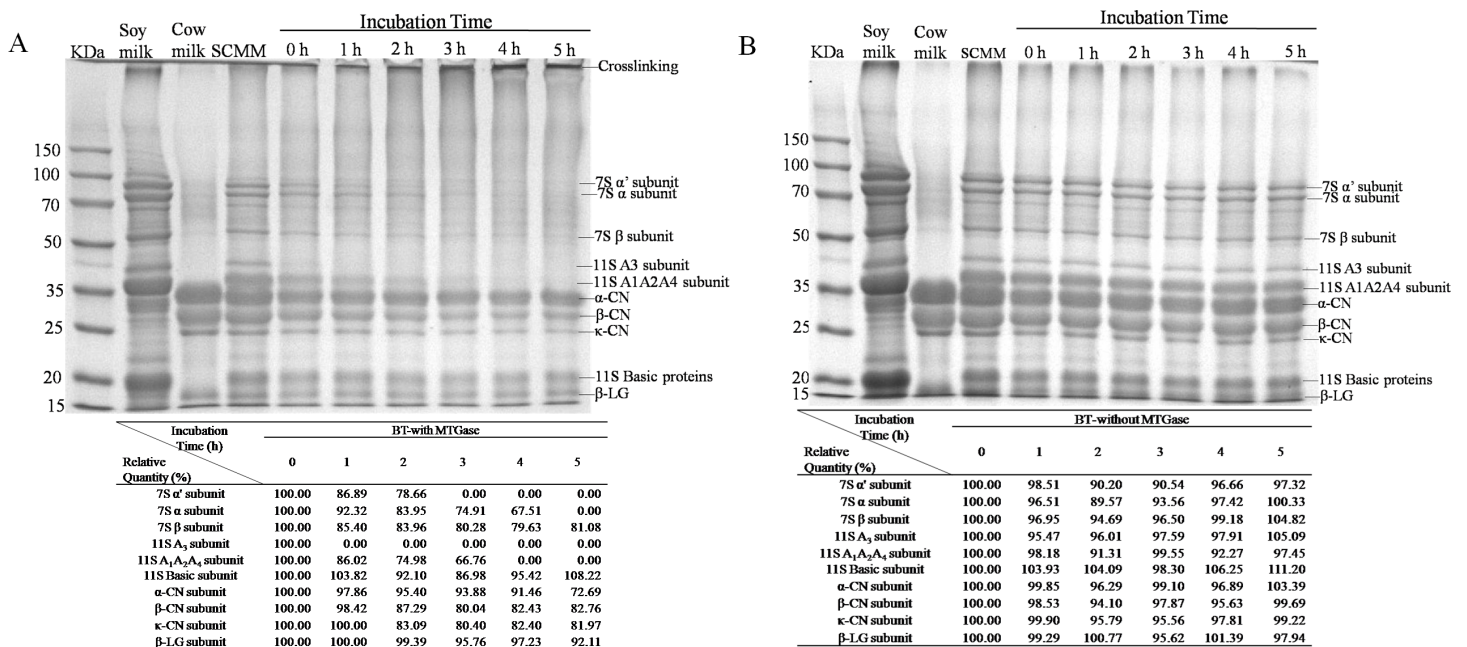 A
Incubation Time
Soy milk
Cow milk
SCMM
KDa
0 h
1 h
2 h
3 h
4 h
5 h
Crosslinking
150
100
70
50
35
25
20
15
7S α' subunit
7S α subunit
7S β subunit
11S A3 subunit
11S A1A2A4 subunit
α-CN
β-CN
κ-CN
11S Basic proteins
β-LG
Incubation Time (h)
BT-with MTGase
Relative Quantity (%)
0 1 2 3 4 5
7S α' subunit 100.00 86.89 78.66 0.00 0.00 0.00
7S α subunit 100.00 92.32 83.95 74.91 67.51 0.00
7S β subunit 100.00 85.40 83.96 80.28 79.63 81.08
11S A3 subunit 100.00 0.00 0.00 0.00 0.00 0.00
11S A1A2A4 subunit 100.00 86.02 74.98 66.76 0.00 0.00
11S Basic subunit 100.00 103.82 92.10 86.98 95.42 108.22
α-CN subunit 100.00 97.86 95.40 93.88 91.46 72.69
β-CN subunit 100.00 98.42 87.29 80.04 82.43 82.76
κ-CN subunit 100.00 100.00 83.09 80.40 82.40 81.97
β-LG subunit 100.00 100.00 99.39 95.76 97.23 92.11
B
Incubation Time
Soy milk
Cow milk
SCMM
KDa
0 h
1 h
2 h
3 h
4 h
5 h
150
100
70
50
35
25
20
15
7S α' subunit
7S α subunit
7S β subunit
11S A3 subunit
11S A1A2A4 subunit
α-CN
β-CN
κ-CN
11S Basic proteins
β-LG
Incubation Time (h)
BT-without MTGase
Relative Quantity (%)
0 1 2 3 4 5
7S α' subunit 100.00 98.51 90.20 90.54 96.66 97.32
7S α subunit 100.00 96.51 89.57 93.56 97.42 100.33
7S β subunit 100.00 96.95 94.69 96.50 99.18 104.82
11S A3 subunit 100.00 95.47 96.01 97.59 97.91 105.09
11S A1A2A4 subunit 100.00 98.18 91.31 99.55 92.27 97.45
11S Basic subunit 100.00 103.93 104.09 98.30 106.25 111.20
α-CN subunit 100.00 99.85 96.29 99.10 96.89 103.39
β-CN subunit 100.00 98.53 94.10 97.87 95.63 99.69
κ-CN subunit 100.00 99.90 95.79 95.56 97.81 99.22
β-LG subunit 100.00 99.29 100.77 95.62 101.39 97.94